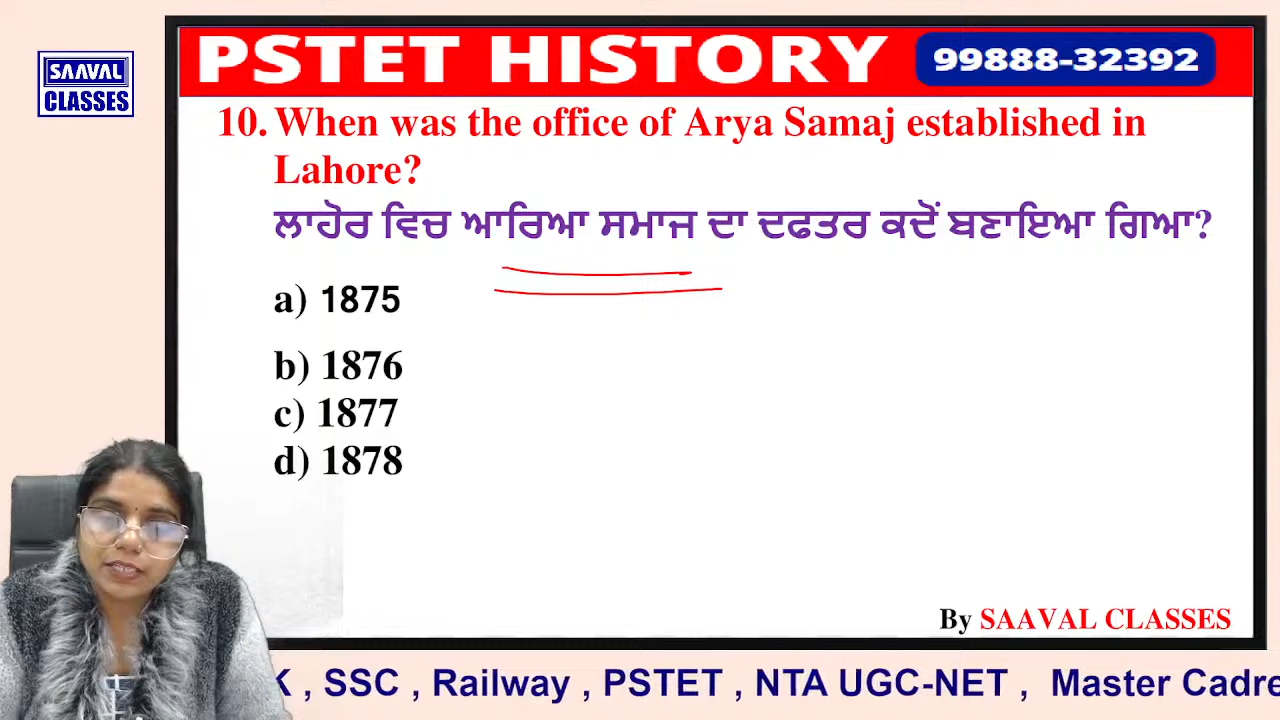 SAAVAL
CLASSES
PSTET HISTORY
99888-32392
10. When was the office of Arya Samaj established in
Lahore?
ਲਾਹੋਰ ਵਿਚ ਆਰਿਆ ਸਮਾਜ ਦਾ ਦਫਤਰ ਕਦੋਂ ਬਣਾਇਆ ਗਿਆ?
a) 1875
b) 1876
c) 1877
d) 1878
By SAAVAL CLASSES
K , SSC , Railway , PSTET , NTA UGC-NET , Master Cadre